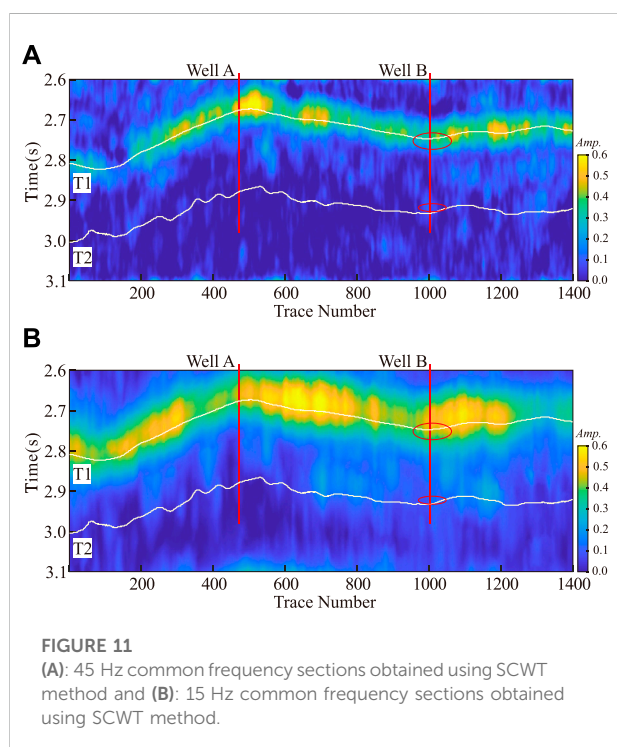 A
Well A
Well B
2.6
2.7
2.8
2.9
3.0
3.1
Time(s)
T1
T2
200
400
600
800
1000
1200
1400
Trace Number
Amp.
0.6
0.5
0.4
0.3
0.2
0.1
0.0
B
Well A
Well B
2.6
2.7
2.8
2.9
3.0
3.1
Time(s)
T1
T2
200
400
600
800
1000
1200
1400
Trace Number
Amp.
0.6
0.5
0.4
0.3
0.2
0.1
0.0
FIGURE 11
(A): 45 Hz common frequency sections obtained using SCWT
method and (B): 15 Hz common frequency sections obtained
using SCWT method.